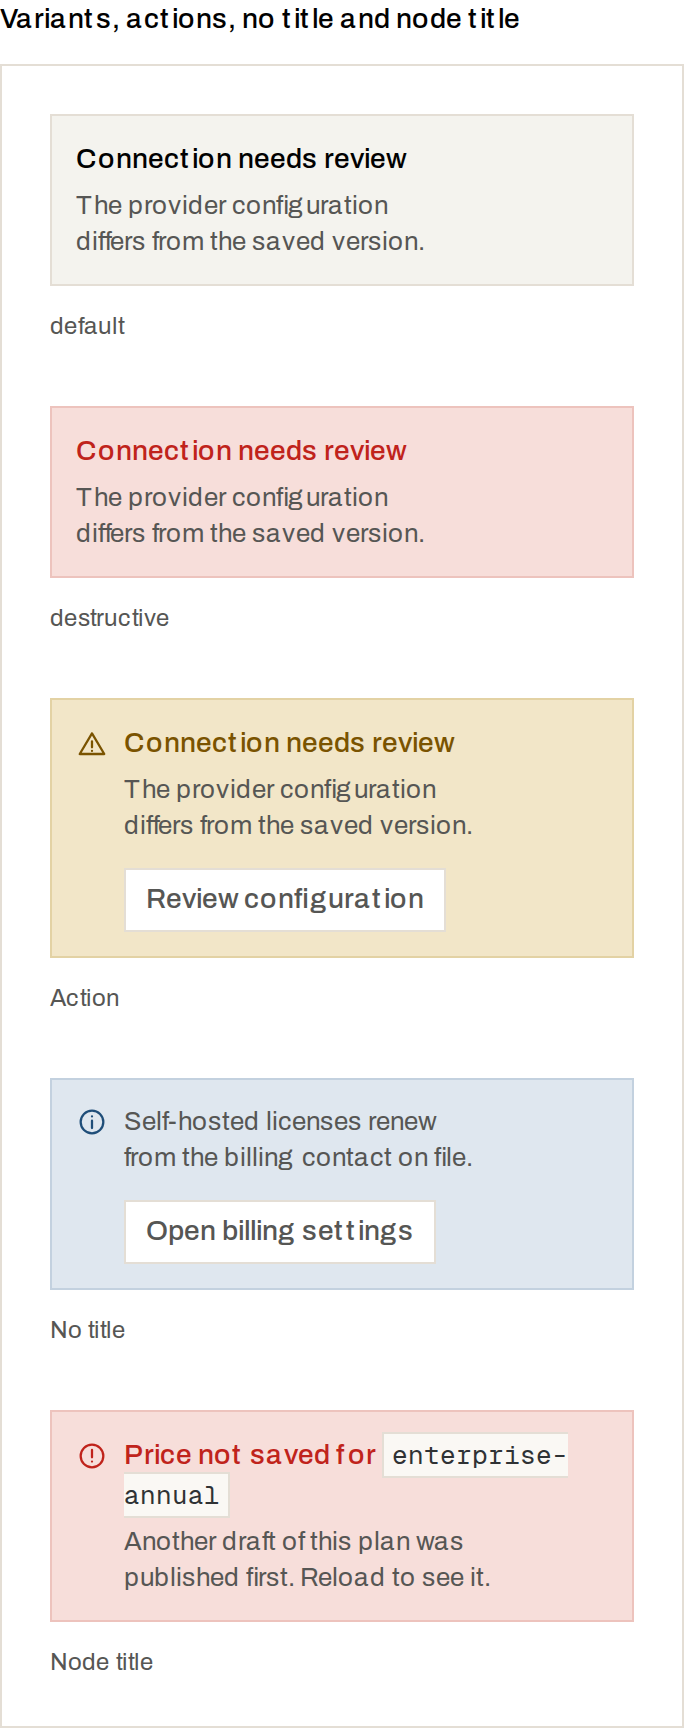 Variants, actions, no title and node title
Connection needs review
The provider configuration
differs from the saved version.
default
Connection needs review
The provider configuration
differs from the saved version.
destructive
Connection needs review
The provider configuration
differs from the saved version.
Review configuration
Action
Self-hosted licenses renew
from the billing contact on file.
Open billing settings
No title
Price not saved for enterprise-
annual
Another draft of this plan was
published first. Reload to see it.
Node title